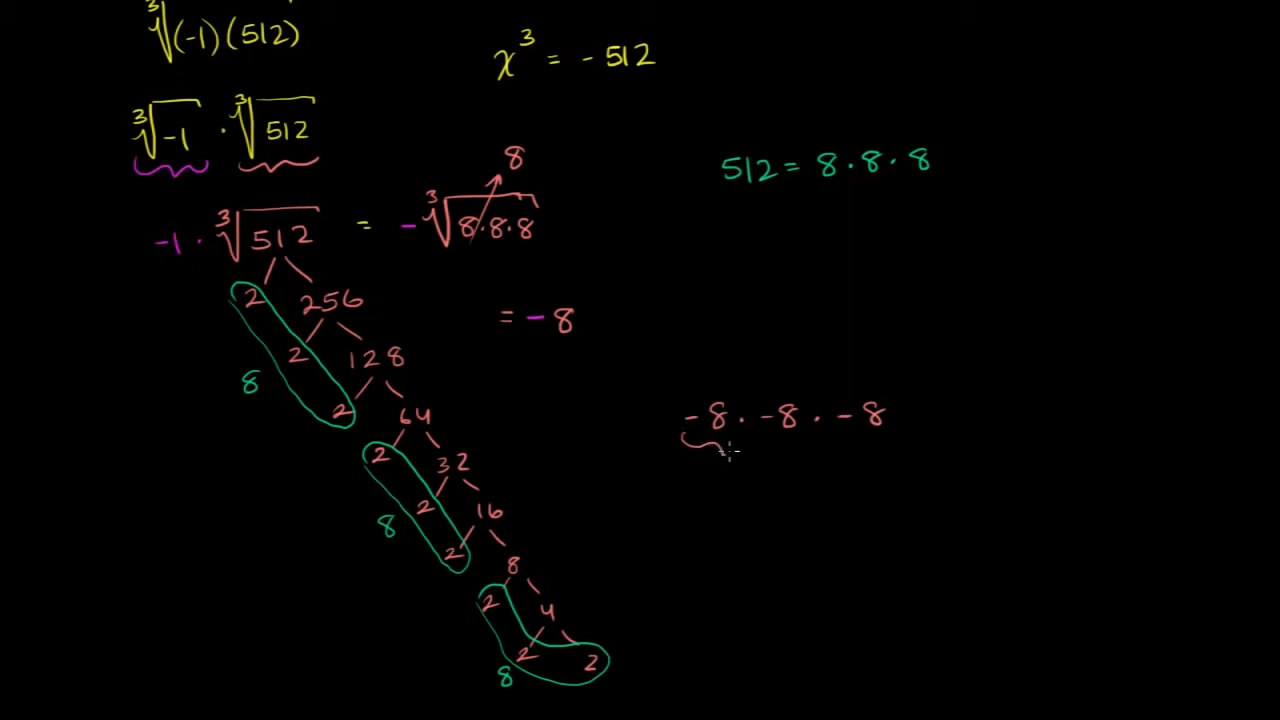 ∛(-1)(512)
x³ = -512
∛-1 · ∛512
8
512 = 8·8·8
-1 · ∛512 = -∛8·8·8
2 256
= -8
2 128
8
2 64
-8 · -8 · -8
2 32
2 16
8
2 8
2 4
2 2
8